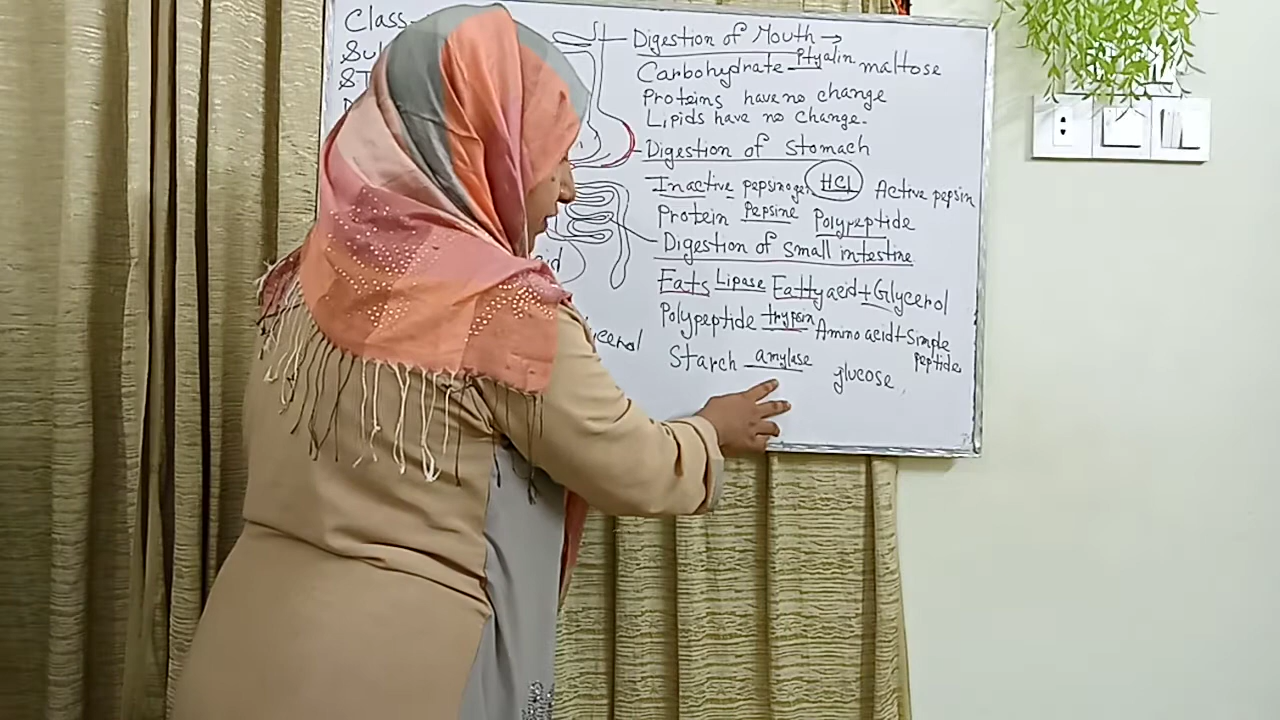 Class
Digestion of Mouth →
Carbohydrate Ptyalin maltose
Proteins have no change
Lipids have no change.
Digestion of Stomach
Inactive pepsinogen HCl Active pepsin
Protein Pepsine Polypeptide
Digestion of small intestine
Fats Lipase Fatty acid + Glycerol
Polypeptide trypsin Amino acid + Simple
peptide
Starch amylase glucose